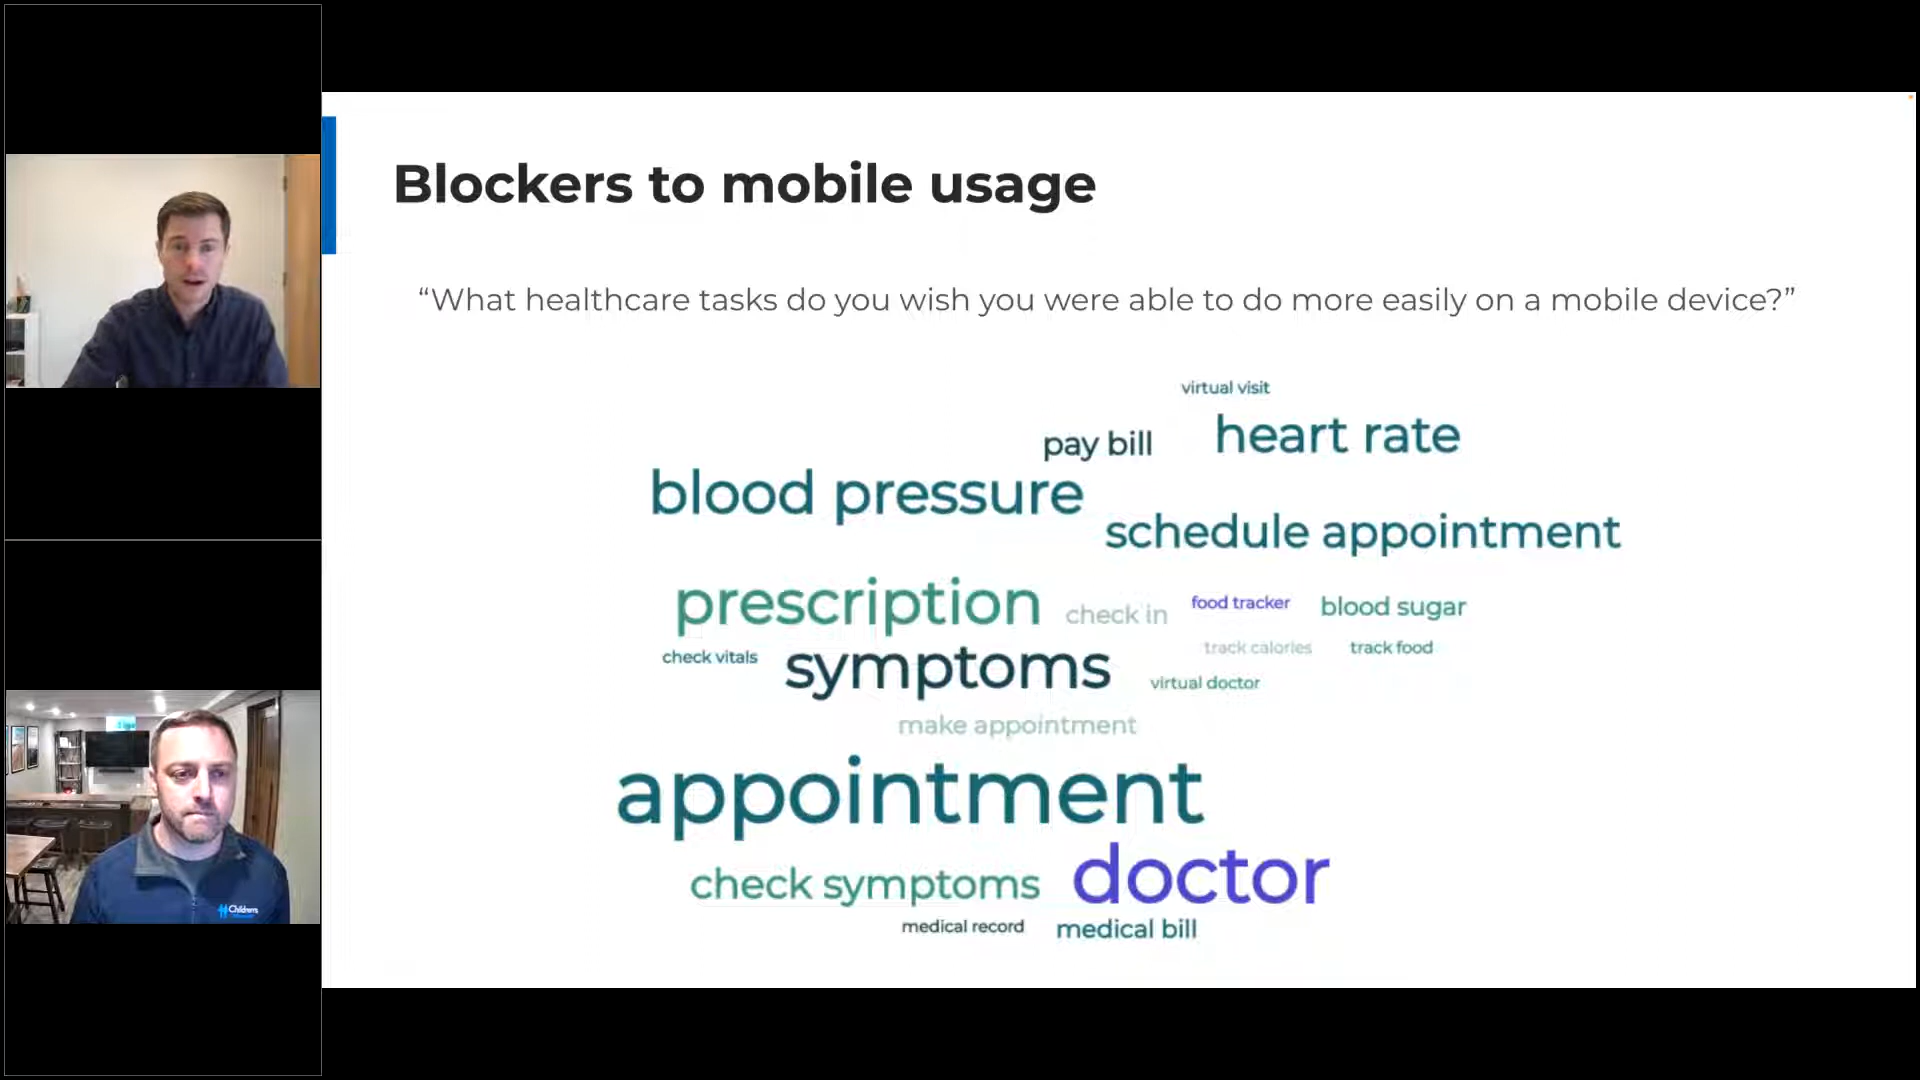 Blockers to mobile usage
“What healthcare tasks do you wish you were able to do more easily on a mobile device?”
virtual visit
pay bill
heart rate
blood pressure
schedule appointment
prescription
check in
food tracker
blood sugar
check vitals
symptoms
track calories
track food
virtual doctor
make appointment
appointment
check symptoms
doctor
medical record
medical bill
Children's